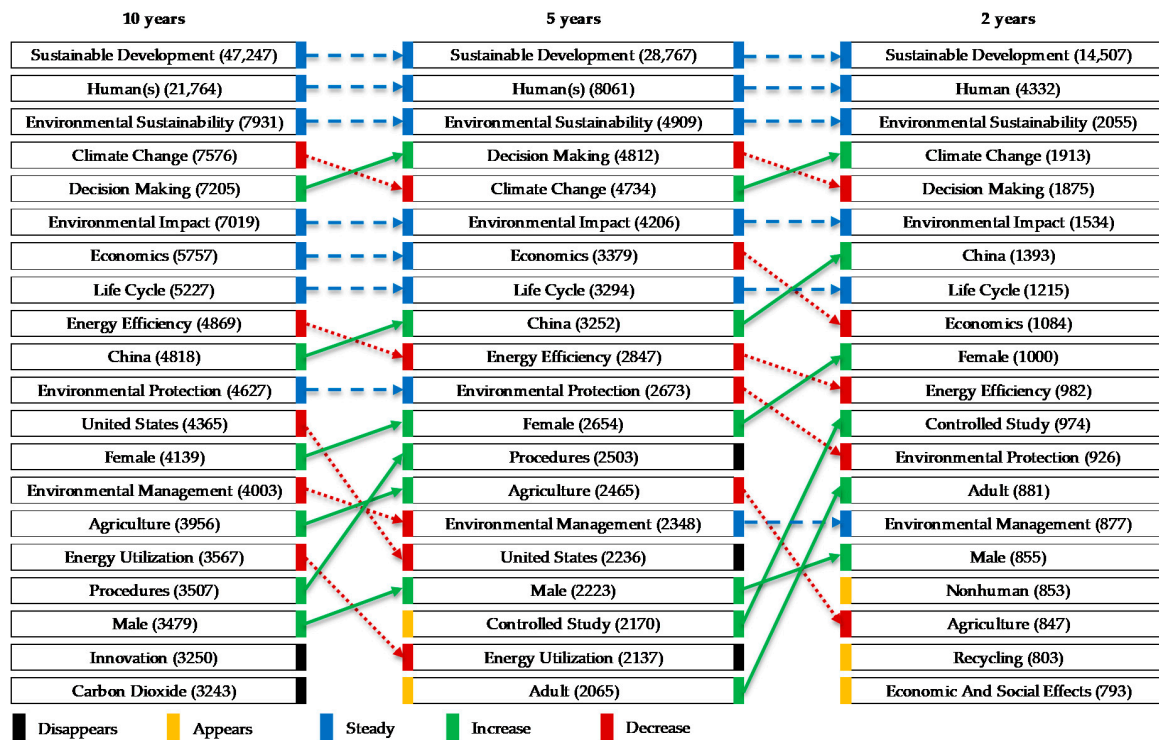 10 years 5 years 2 years
Sustainable Development (47,247) Sustainable Development (28,767) Sustainable Development (14,507)
Human(s) (21,764) Human(s) (8061) Human (4332)
Environmental Sustainability (7931) Environmental Sustainability (4909) Environmental Sustainability (2055)
Climate Change (7576) Decision Making (4812) Climate Change (1913)
Decision Making (7205) Climate Change (4734) Decision Making (1875)
Environmental Impact (7019) Environmental Impact (4206) Environmental Impact (1534)
Economics (5757) Economics (3379) China (1393)
Life Cycle (5227) Life Cycle (3294) Life Cycle (1215)
Energy Efficiency (4869) China (3252) Economics (1084)
China (4818) Energy Efficiency (2847) Female (1000)
Environmental Protection (4627) Environmental Protection (2673) Energy Efficiency (982)
United States (4365) Female (2654) Controlled Study (974)
Female (4139) Procedures (2503) Environmental Protection (926)
Environmental Management (4003) Agriculture (2465) Adult (881)
Agriculture (3956) Environmental Management (2348) Environmental Management (877)
Energy Utilization (3567) United States (2236) Male (855)
Procedures (3507) Male (2223) Nonhuman (853)
Male (3479) Controlled Study (2170) Agriculture (847)
Innovation (3250) Energy Utilization (2137) Recycling (803)
Carbon Dioxide (3243) Adult (2065) Economic And Social Effects (793)
Disappears Appears Steady Increase Decrease